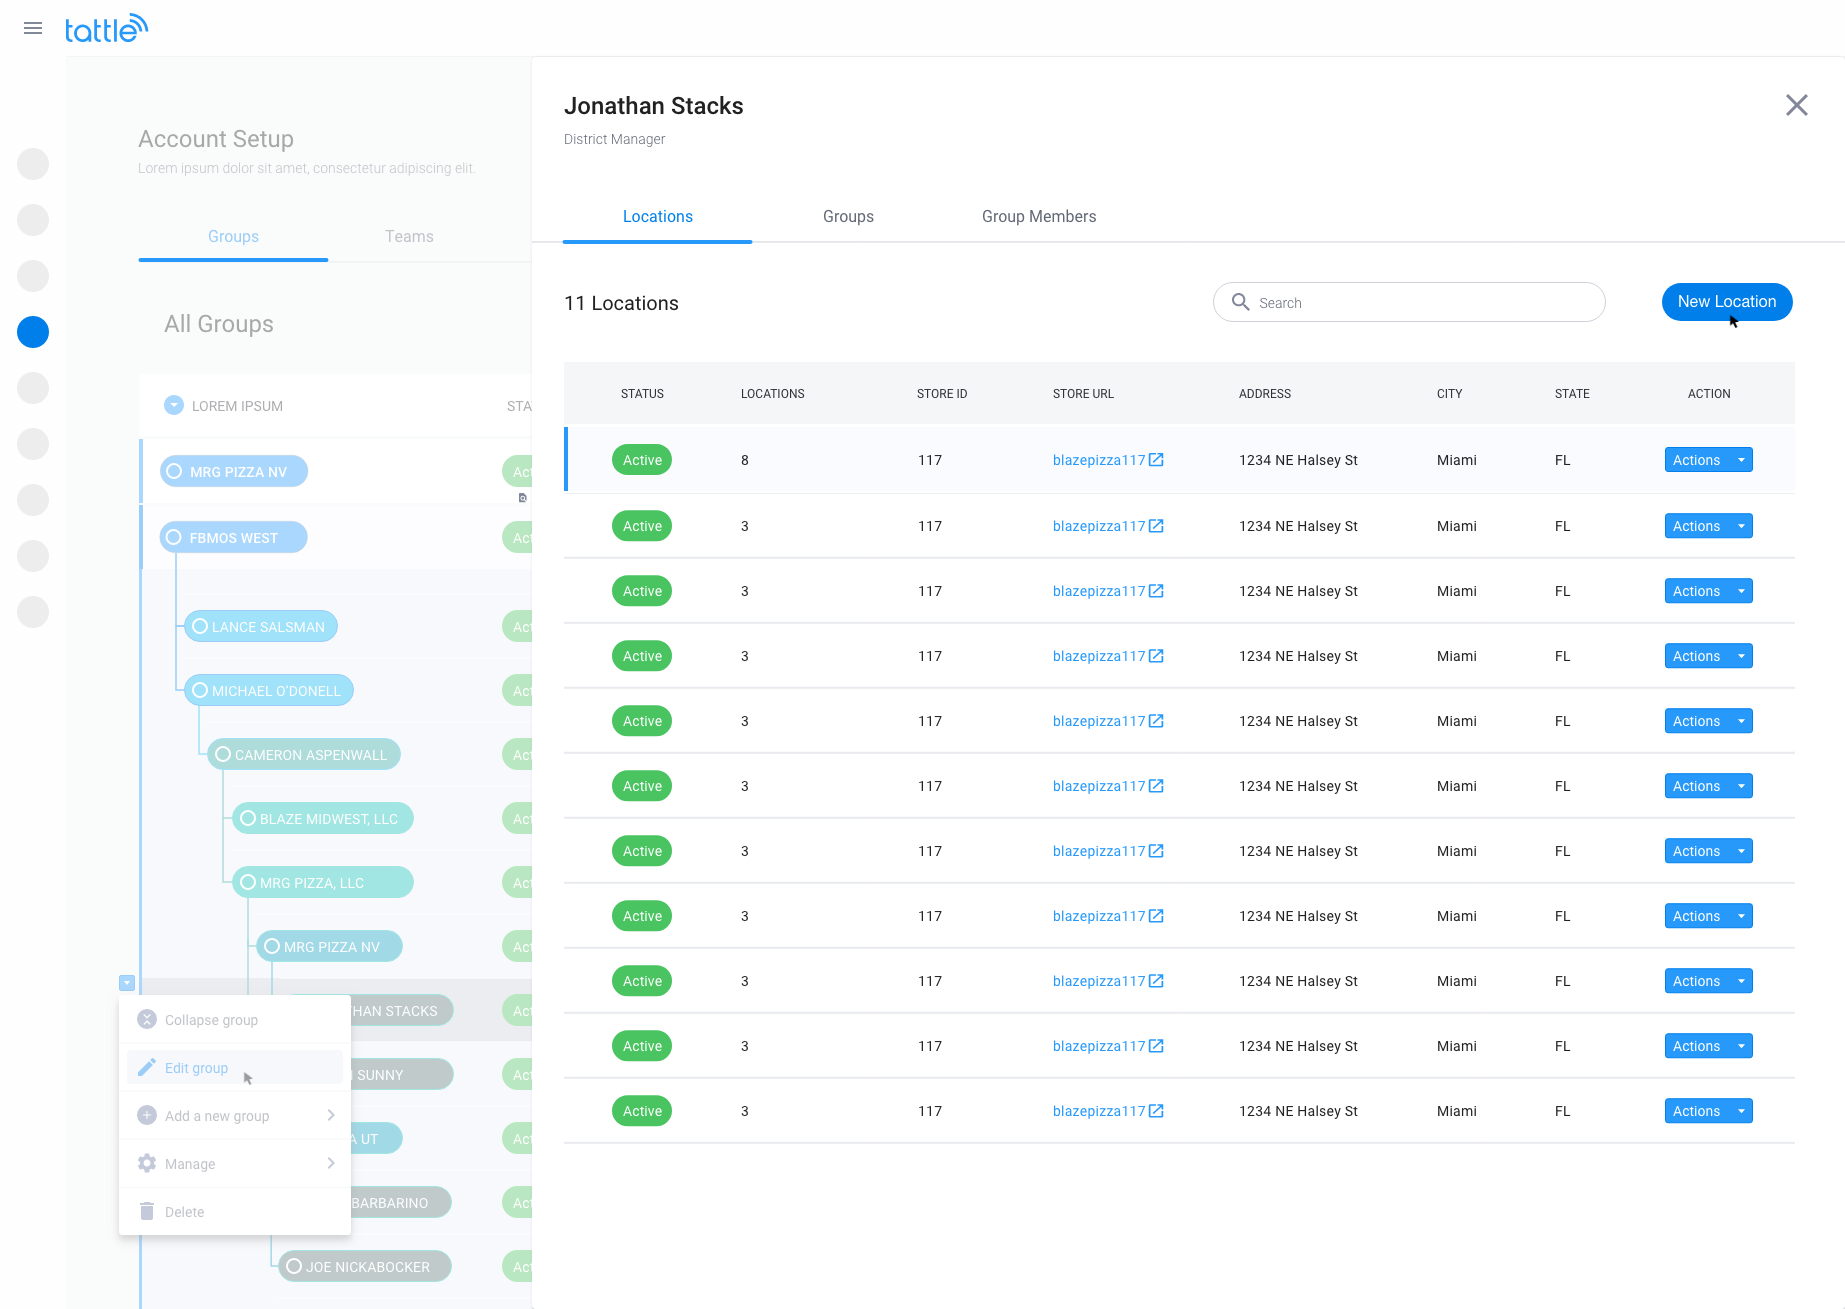 tattle
Account Setup
Lorem ipsum dolor sit amet, consectetur adipiscing elit.
Groups Teams
All Groups
LOREM IPSUM STA
MRG PIZZA NV Act
FBMOS WEST Act
LANCE SALSMAN Act
MICHAEL O'DONELL Act
CAMERON ASPENWALL Act
BLAZE MIDWEST, LLC Act
MRG PIZZA, LLC Act
MRG PIZZA NV Act
HAN STACKS Act
SUNNY Act
A UT Act
BARBARINO Act
JOE NICKABOCKER Act
Collapse group
Edit group
Add a new group
Manage
Delete
Jonathan Stacks
District Manager
Locations Groups Group Members
11 Locations Search New Location
STATUS LOCATIONS STORE ID STORE URL ADDRESS CITY STATE ACTION
Active 8 117 blazepizza117 1234 NE Halsey St Miami FL Actions
Active 3 117 blazepizza117 1234 NE Halsey St Miami FL Actions
Active 3 117 blazepizza117 1234 NE Halsey St Miami FL Actions
Active 3 117 blazepizza117 1234 NE Halsey St Miami FL Actions
Active 3 117 blazepizza117 1234 NE Halsey St Miami FL Actions
Active 3 117 blazepizza117 1234 NE Halsey St Miami FL Actions
Active 3 117 blazepizza117 1234 NE Halsey St Miami FL Actions
Active 3 117 blazepizza117 1234 NE Halsey St Miami FL Actions
Active 3 117 blazepizza117 1234 NE Halsey St Miami FL Actions
Active 3 117 blazepizza117 1234 NE Halsey St Miami FL Actions
Active 3 117 blazepizza117 1234 NE Halsey St Miami FL Actions